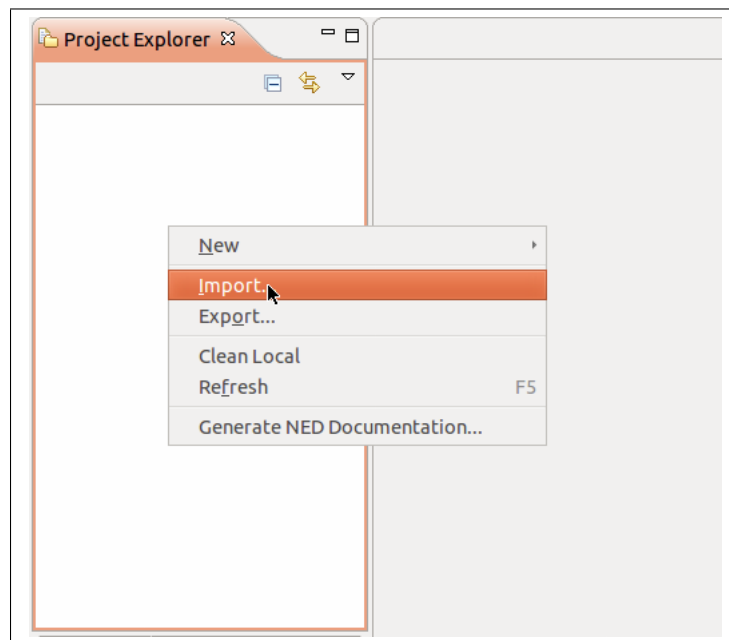 Project Explorer
New
Import...
Export...
Clean Local
Refresh F5
Generate NED Documentation...